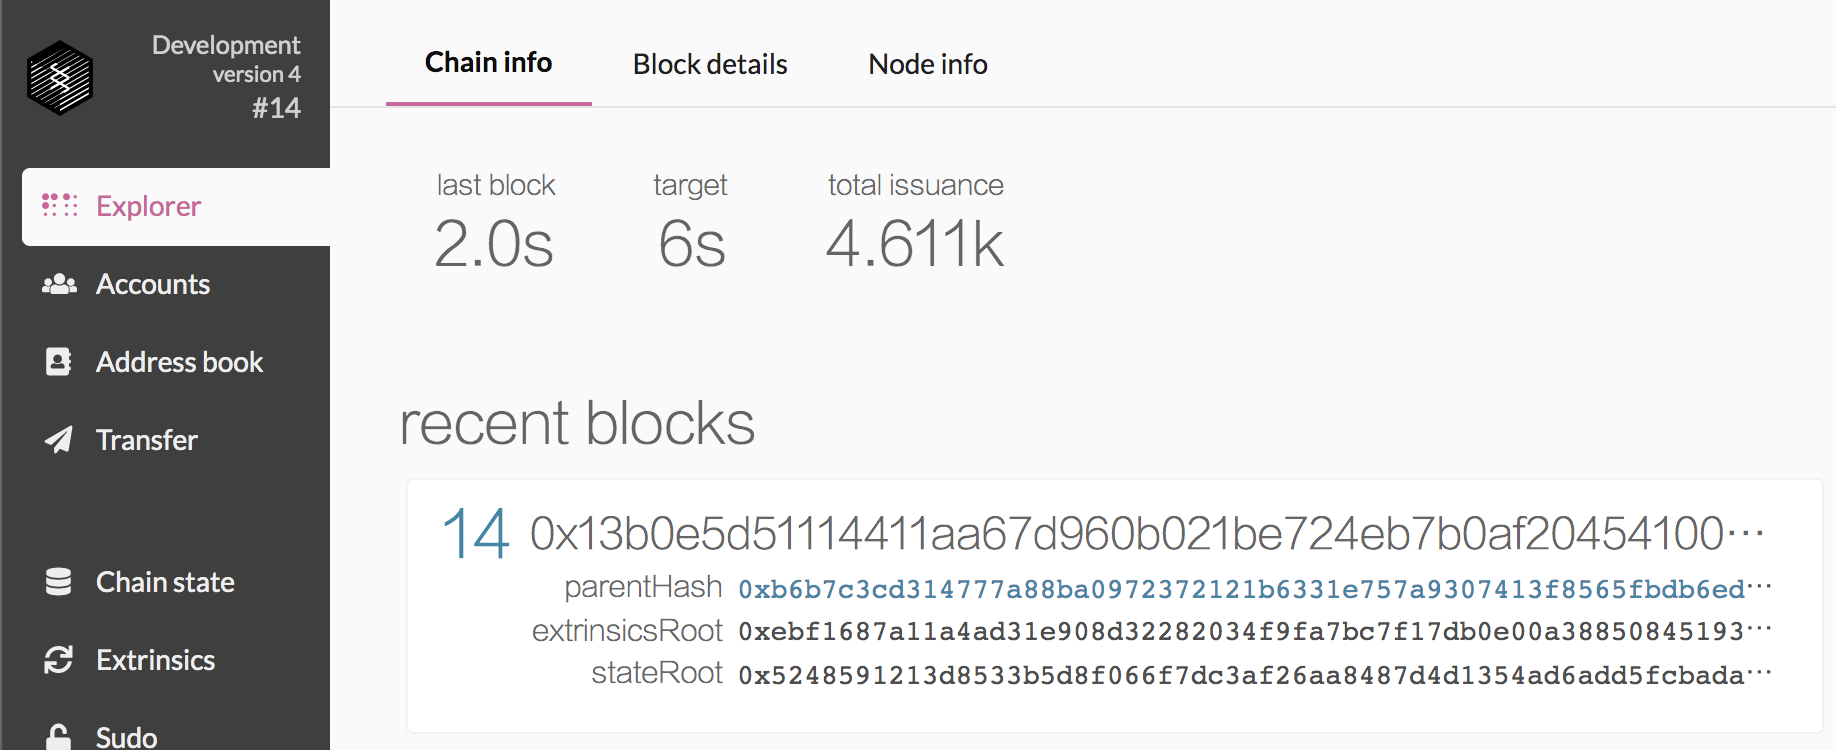 Development
version 4
#14
Explorer
Accounts
Address book
Transfer
Chain state
Extrinsics
Sudo
Chain info
Block details
Node info
last block
2.0s
target
6s
total issuance
4.611k
recent blocks
14 0x13b0e5d51114411aa67d960b021be724eb7b0af20454100...
parentHash 0xb6b7c3cd314777a88ba0972372121b6331e757a9307413f8565fbdb6ed...
extrinsicsRoot 0xebf1687a11a4ad31e908d32282034f9fa7bc7f17db0e00a38850845193...
stateRoot 0x5248591213d8533b5d8f066f7dc3af26aa8487d4d1354ad6add5fcbada...